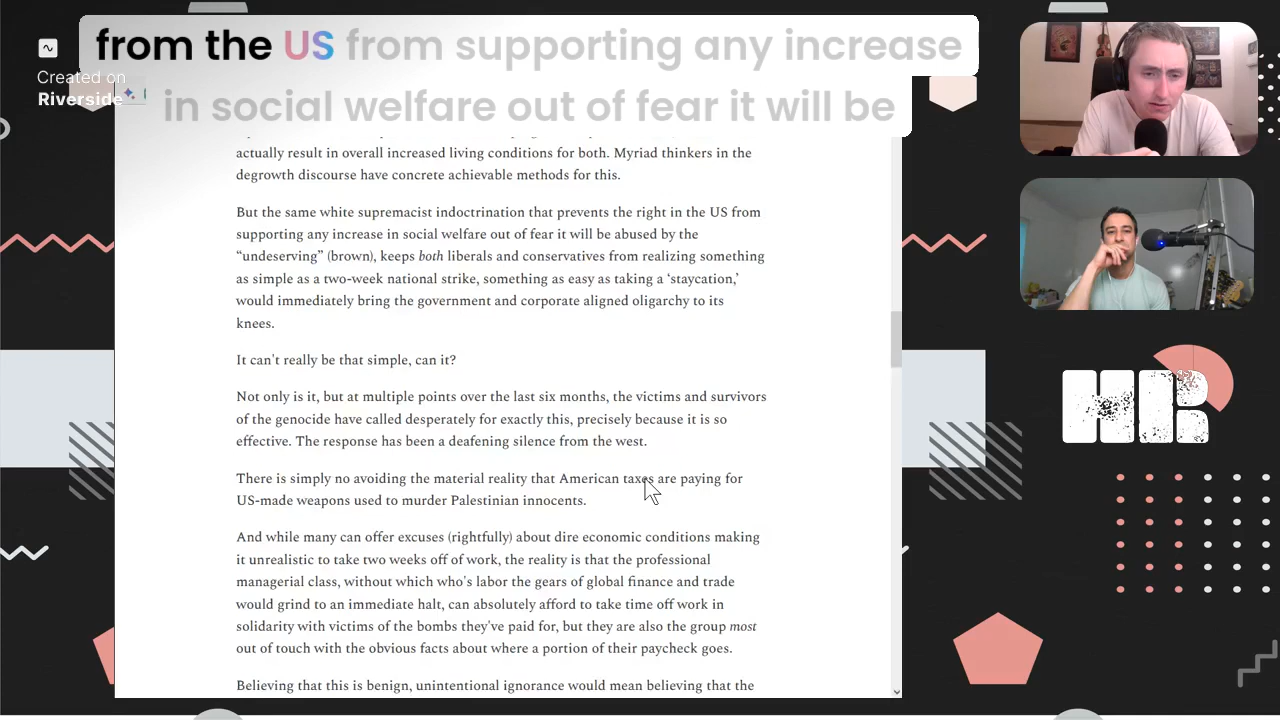 from the US from supporting any increase
in social welfare out of fear it will be
Created on
Riverside
actually result in overall increased living conditions for both. Myriad thinkers in the
degrowth discourse have concrete achievable methods for this.
But the same white supremacist indoctrination that prevents the right in the US from
supporting any increase in social welfare out of fear it will be abused by the
“undeserving” (brown), keeps both liberals and conservatives from realizing something
as simple as a two-week national strike, something as easy as taking a ‘staycation,’
would immediately bring the government and corporate aligned oligarchy to its
knees.
It can't really be that simple, can it?
Not only is it, but at multiple points over the last six months, the victims and survivors
of the genocide have called desperately for exactly this, precisely because it is so
effective. The response has been a deafening silence from the west.
There is simply no avoiding the material reality that American taxes are paying for
US-made weapons used to murder Palestinian innocents.
And while many can offer excuses (rightfully) about dire economic conditions making
it unrealistic to take two weeks off of work, the reality is that the professional
managerial class, without which who's labor the gears of global finance and trade
would grind to an immediate halt, can absolutely afford to take time off work in
solidarity with victims of the bombs they've paid for, but they are also the group most
out of touch with the obvious facts about where a portion of their paycheck goes.
Believing that this is benign, unintentional ignorance would mean believing that the
HR